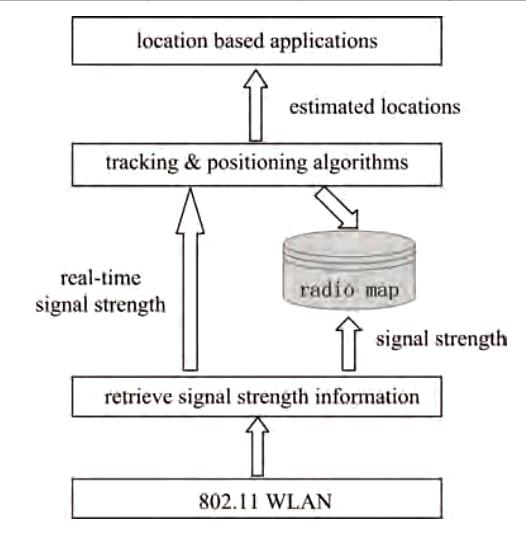 location based applications
estimated locations
tracking & positioning algorithms
real-time
signal strength
radio map
signal strength
retrieve signal strength information
802.11 WLAN